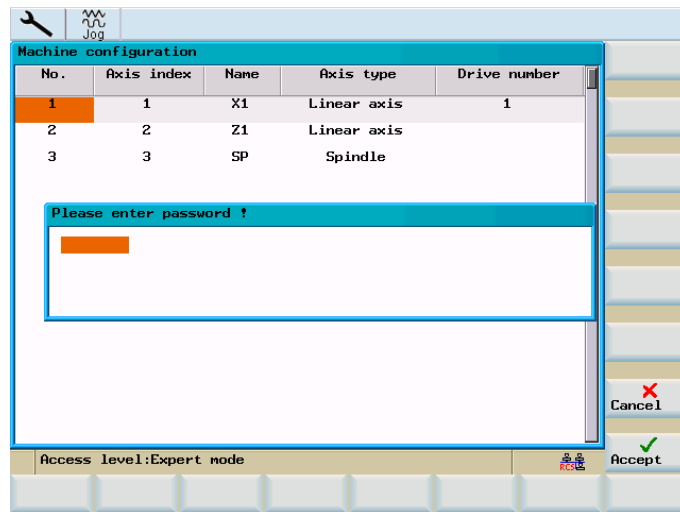 Jog
Machine configuration
No. Axis index Name Axis type Drive number
1 1 X1 Linear axis 1
2 2 Z1 Linear axis
3 3 SP Spindle
Please enter password !
Cancel
Access level:Expert mode RCS Accept